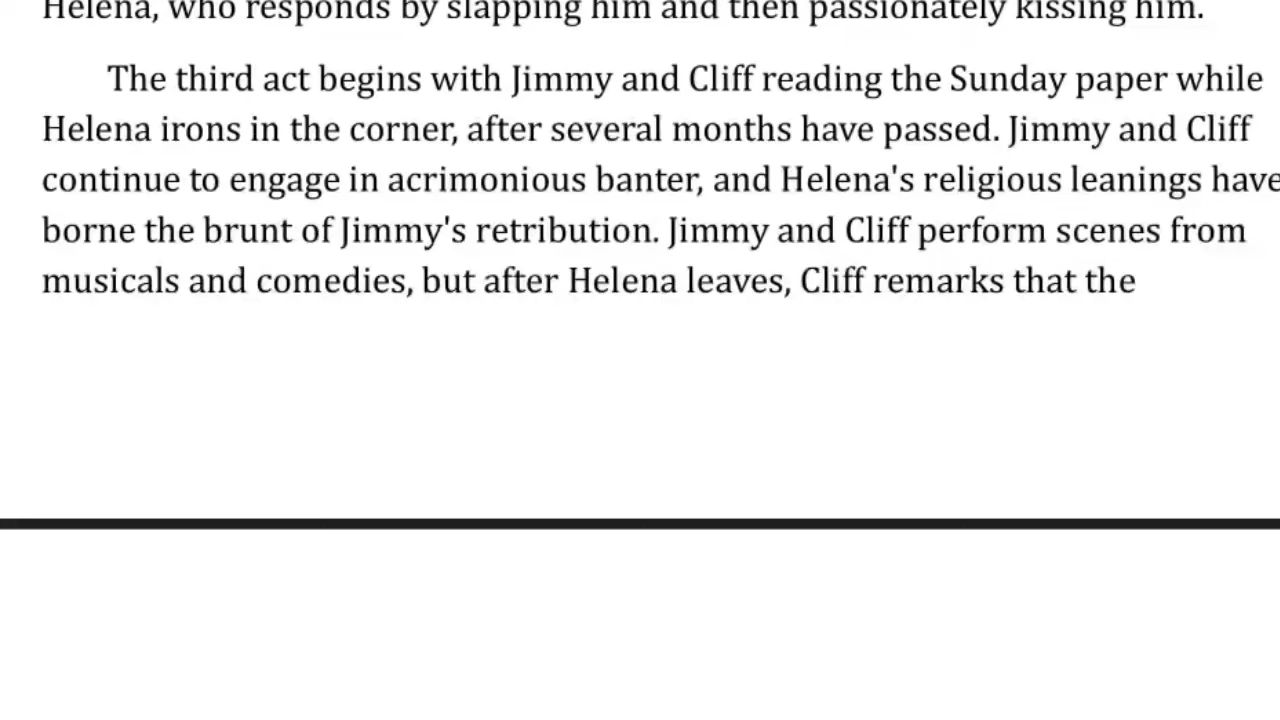 Helena, who responds by slapping him and then passionately kissing him.
The third act begins with Jimmy and Cliff reading the Sunday paper while
Helena irons in the corner, after several months have passed. Jimmy and Cliff
continue to engage in acrimonious banter, and Helena's religious leanings have
borne the brunt of Jimmy's retribution. Jimmy and Cliff perform scenes from
musicals and comedies, but after Helena leaves, Cliff remarks that the